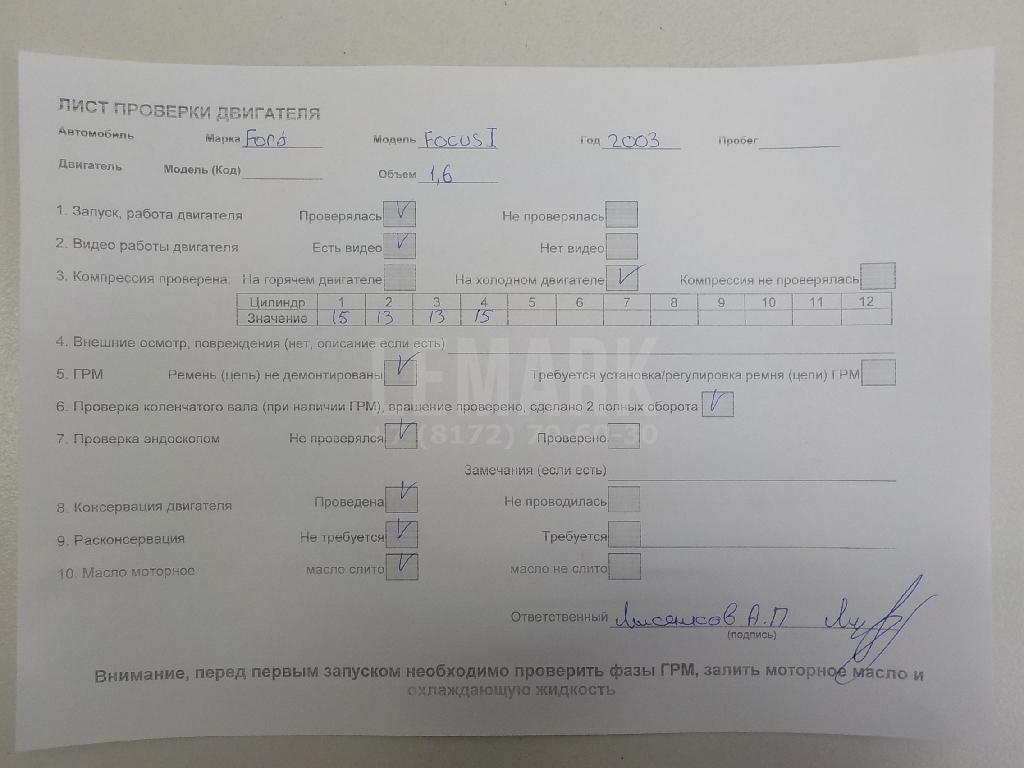 ЛИСТ ПРОВЕРКИ ДВИГАТЕЛЯ
Автомобиль Марка Ford Модель FOCUS I Год 2003 Пробег
Двигатель Модель (Код) Объем 1,6
1. Запуск, работа двигателя Проверялась V Не проверялась
2. Видео работы двигателя Есть видео V Нет видео
3. Компрессия проверена: На горячем двигателе На холодном двигателе V Компрессия не проверялась
Цилиндр 1 2 3 4 5 6 7 8 9 10 11 12
Значение 15 13 13 15
4. Внешние осмотр, повреждения (нет, описание если есть)
5. ГРМ Ремень (цепь) не демонтированы V Требуется установка/регулировка ремня (цепи) ГРМ
6. Проверка коленчатого вала (при наличии ГРМ), вращение проверено, сделано 2 полных оборота V
7. Проверка эндоскопом Не проверялся V Проверено
+7 (8172) 70-60-30
Замечания (если есть)
8. Консервация двигателя Проведена V Не проводилась
9. Расконсервация Не требуется V Требуется
10. Масло моторное масло слито V масло не слито
Ответственный Лисенков А.П
(подпись)
Внимание, перед первым запуском необходимо проверить фазы ГРМ, залить моторное масло и
охлаждающую жидкость